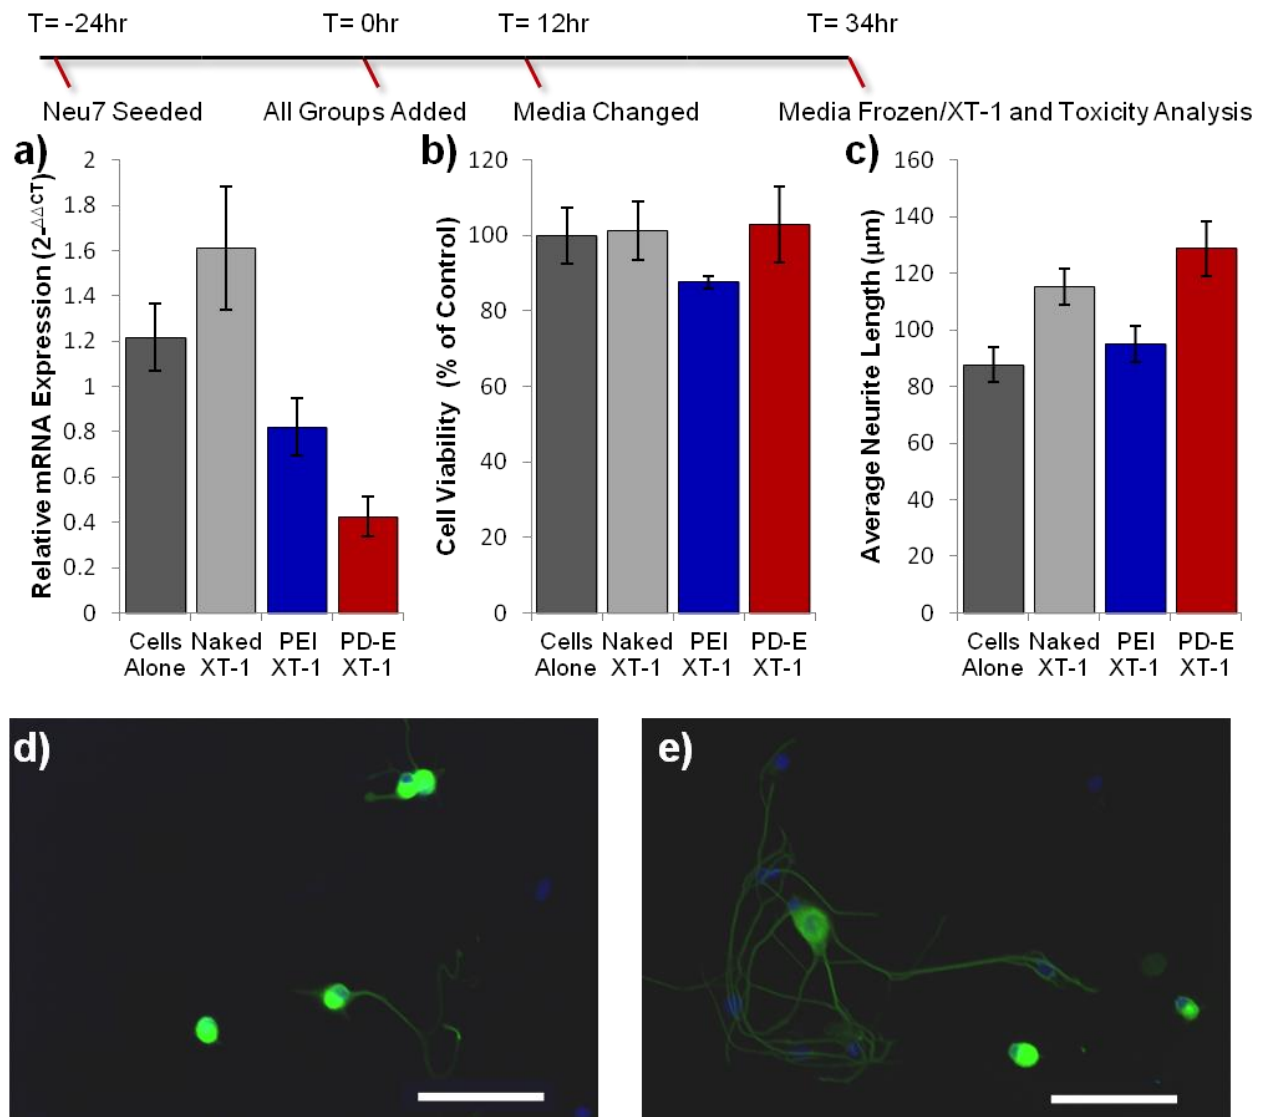 T= -24hr T= 0hr T= 12hr T= 34hr
Neu7 Seeded All Groups Added Media Changed Media Frozen/XT-1 and Toxicity Analysis
a)
Relative mRNA Expression (2-△△CT)
2
1.8
1.6
1.4
1.2
1
0.8
0.6
0.4
0.2
0
Cells Naked PEI PD-E
Alone XT-1 XT-1 XT-1
b)
Cell Viability (% of Control)
120
100
80
60
40
20
0
Cells Naked PEI PD-E
Alone XT-1 XT-1 XT-1
c)
Average Neurite Length (µm)
160
140
120
100
80
60
40
20
0
Cells Naked PEI PD-E
Alone XT-1 XT-1 XT-1
d)
e)